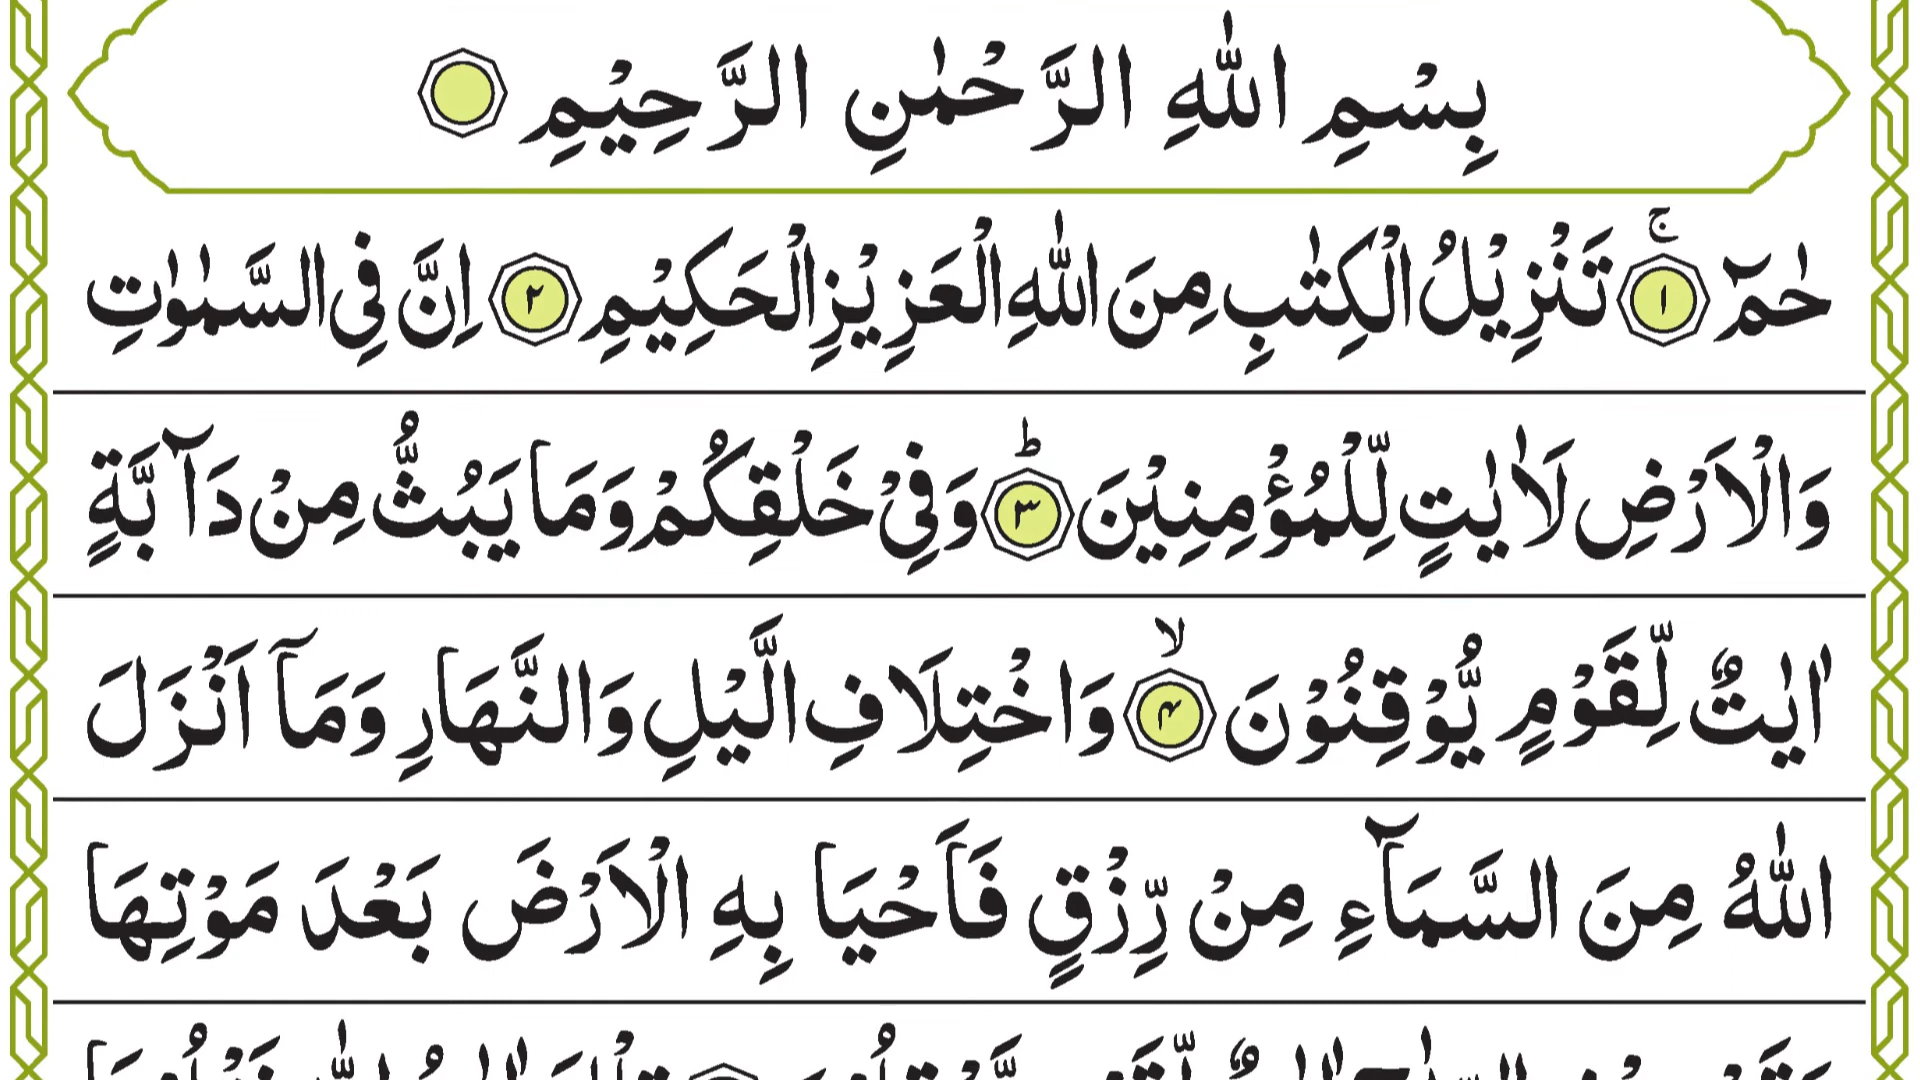 بِسْمِ اللّٰهِ الرَّحْمٰنِ الرَّحِيْمِ
حٰمٓ ۚ ﴿۱﴾ تَنْزِيْلُ الْكِتٰبِ مِنَ اللّٰهِ الْعَزِيْزِ الْحَكِيْمِ ﴿۲﴾ اِنَّ فِى السَّمٰوٰتِ
وَالْاَرْضِ لَاٰيٰتٍ لِّلْمُؤْمِنِيْنَ ؕ ﴿۳﴾ وَفِىْ خَلْقِكُمْ وَمَا يَبُثُّ مِنْ دَآبَّةٍ
اٰيٰتٌ لِّقَوْمٍ يُّوْقِنُوْنَ ۙ ﴿۴﴾ وَاخْتِلَافِ الَّيْلِ وَالنَّهَارِ وَمَاۤ اَنْزَلَ
اللّٰهُ مِنَ السَّمَآءِ مِنْ رِّزْقٍ فَاَحْيَا بِهِ الْاَرْضَ بَعْدَ مَوْتِهَا